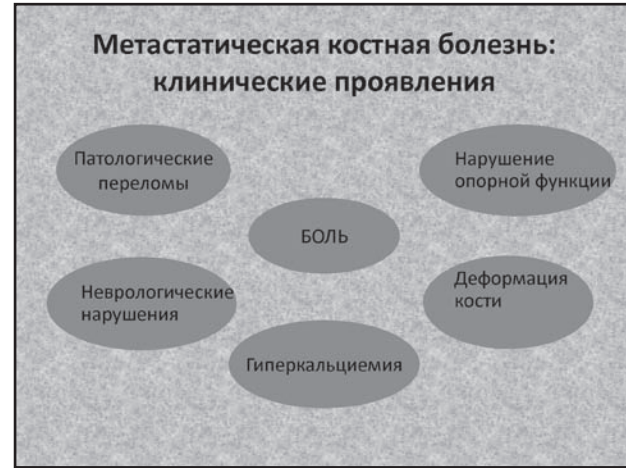 Метастатическая костная болезнь:
клинические проявления
Патологические
переломы
Нарушение
опорной функции
БОЛЬ
Неврологические
нарушения
Деформация
кости
Гиперкальциемия